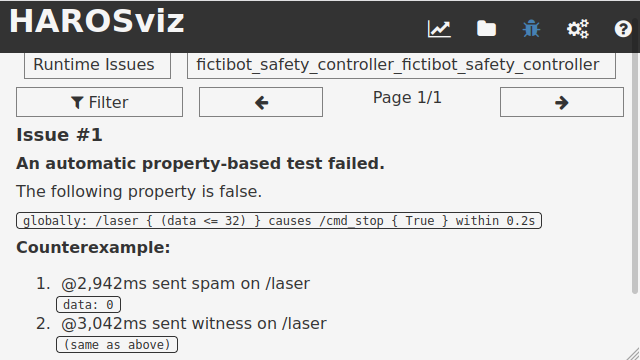 HAROSviz
Runtime Issues
fictibot_safety_controller_fictibot_safety_controller
Filter
Page 1/1
Issue #1
An automatic property-based test failed.
The following property is false.
globally: /laser { (data <= 32) } causes /cmd_stop { True } within 0.2s
Counterexample:
1. @2,942ms sent spam on /laser
data: 0
2. @3,042ms sent witness on /laser
(same as above)